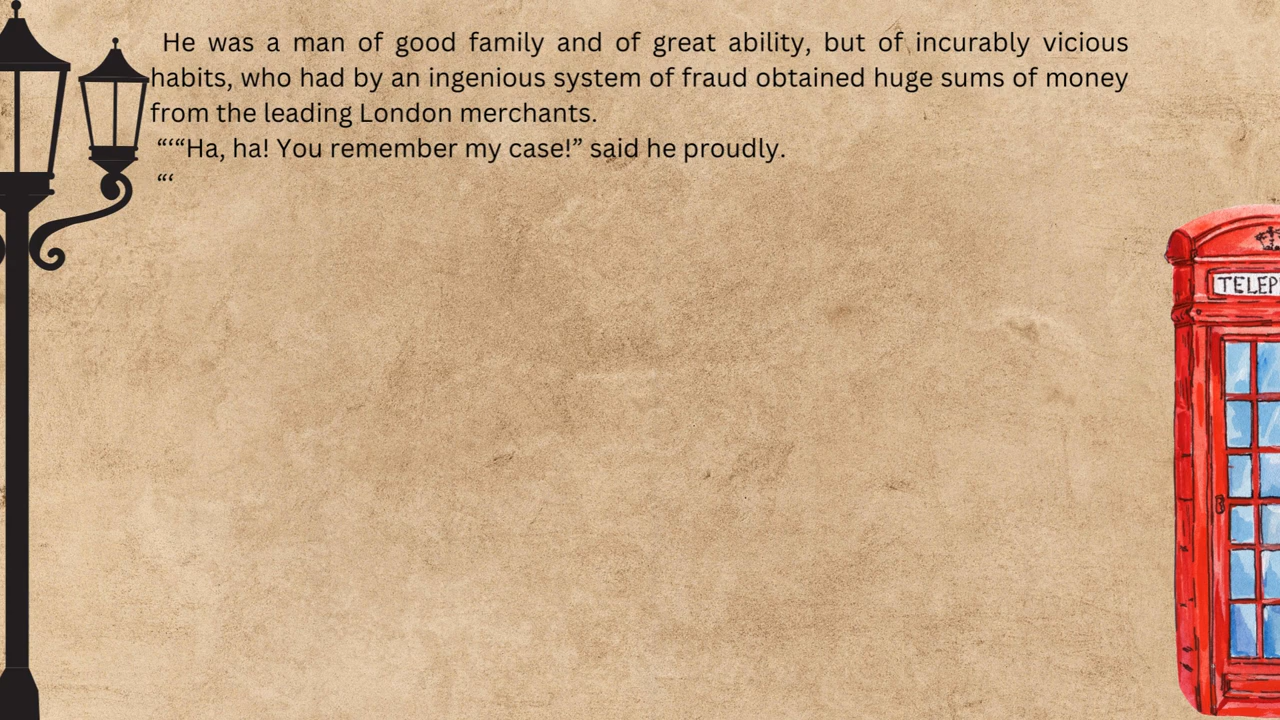 He was a man of good family and of great ability, but of incurably vicious
habits, who had by an ingenious system of fraud obtained huge sums of money
from the leading London merchants.
“‘“Ha, ha! You remember my case!” said he proudly.
“‘
TELEP